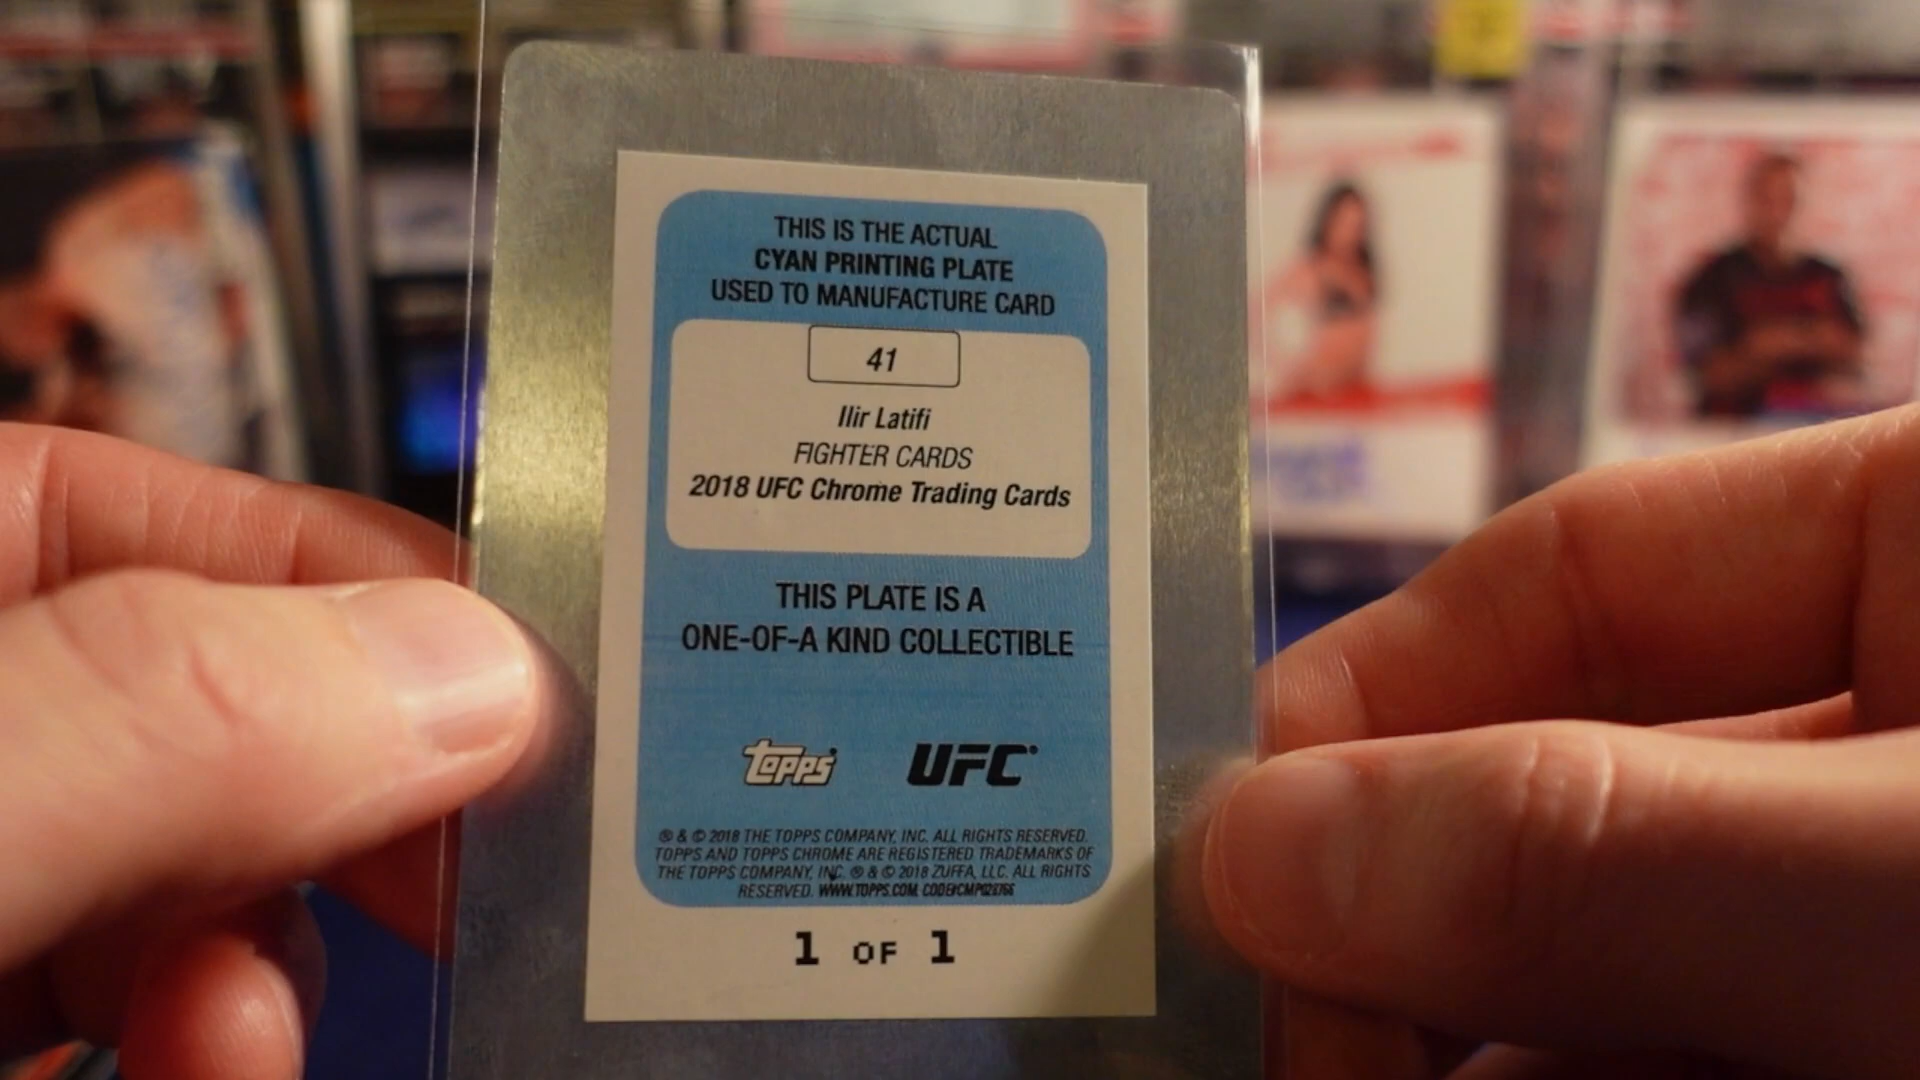 THIS IS THE ACTUAL
CYAN PRINTING PLATE
USED TO MANUFACTURE CARD
41
Ilir Latifi
FIGHTER CARDS
2018 UFC Chrome Trading Cards
THIS PLATE IS A
ONE-OF-A KIND COLLECTIBLE
Topps UFC
® & © 2018 THE TOPPS COMPANY, INC. ALL RIGHTS RESERVED.
TOPPS AND TOPPS CHROME ARE REGISTERED TRADEMARKS OF
THE TOPPS COMPANY, INC. ® & © 2018 ZUFFA, LLC. ALL RIGHTS
RESERVED. WWW.TOPPS.COM.
1 OF 1